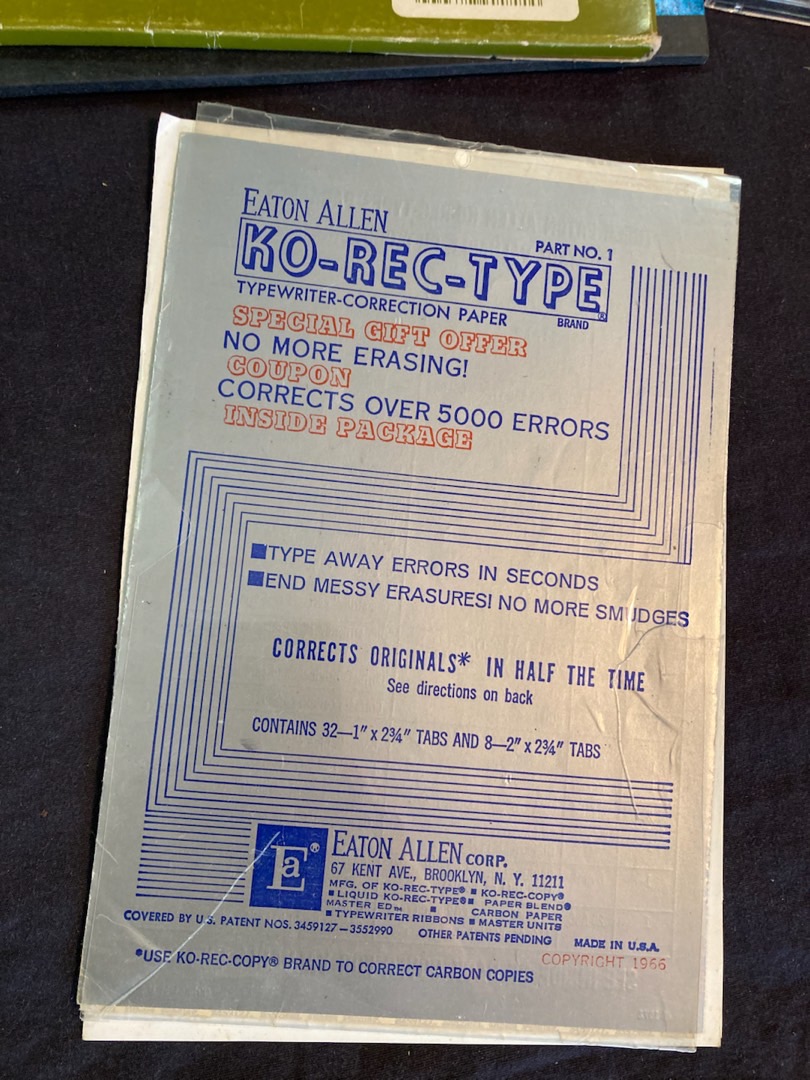 EATON ALLEN
PART NO. 1
KO-REC-TYPE®
TYPEWRITER-CORRECTION PAPER
BRAND
SPECIAL GIFT OFFER
NO MORE ERASING!
COUPON
CORRECTS OVER 5000 ERRORS
INSIDE PACKAGE
■TYPE AWAY ERRORS IN SECONDS
■END MESSY ERASURES! NO MORE SMUDGES
CORRECTS ORIGINALS* IN HALF THE TIME
See directions on back
CONTAINS 32—1" x 2¾" TABS AND 8—2" x 2¾" TABS
Ea®
EATON ALLEN CORP.
67 KENT AVE., BROOKLYN, N. Y. 11211
MFG. OF KO-REC-TYPE® ■ KO-REC-COPY®
■ LIQUID KO-REC-TYPE® ■ PAPER BLEND®
MASTER ED™ ■ CARBON PAPER
■ TYPEWRITER RIBBONS ■ MASTER UNITS
COVERED BY U.S. PATENT NOS. 3459127—3552990
OTHER PATENTS PENDING
MADE IN U.S.A.
COPYRIGHT 1966
*USE KO-REC-COPY® BRAND TO CORRECT CARBON COPIES